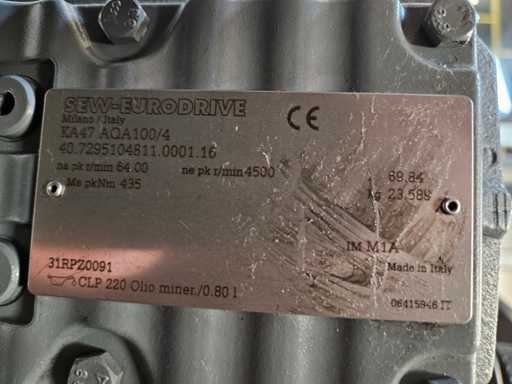 SEW-EURODRIVE
Milano / Italy
KA47 AQA100/4
40.7295104811.0001.16
na pk r/min 64.00 ne pk r/min 4500 69.84
Ma pkNm 435 kg 23.589
IM M1A
31RPZ0091 Made in Italy
CLP 220 Olio miner./0.80 l 06415946 IT
CE